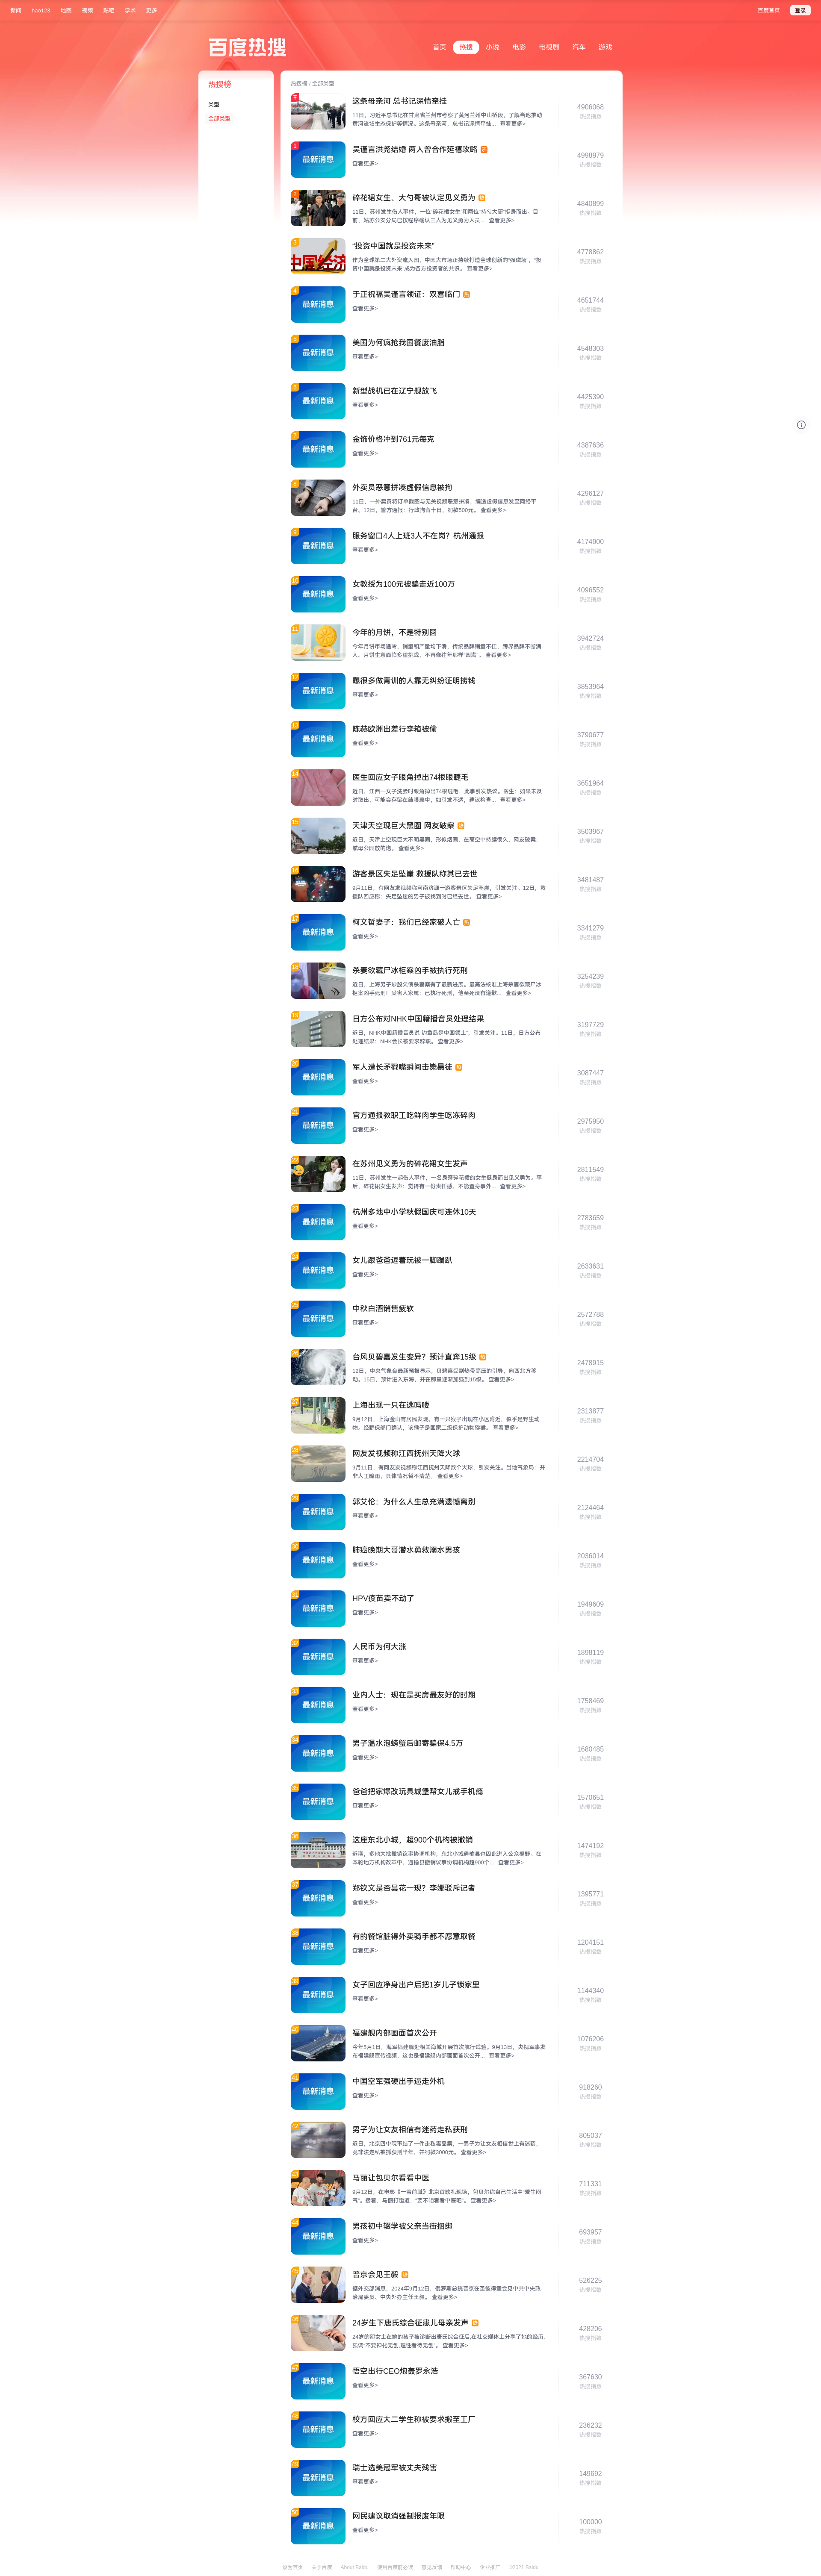 新闻 hao123 地图 视频 贴吧 学术 更多 百度首页 登录
百度热搜
首页 热搜 小说 电影 电视剧 汽车 游戏
热搜榜
类型
全部类型
热搜榜 / 全部类型
这条母亲河 总书记深情牵挂
11日，习近平总书记在甘肃省兰州市考察了黄河兰州中山桥段，了解当地推动
黄河流域生态保护等情况。这条母亲河，总书记深情牵挂... 查看更多>
4906068
热搜指数
1
最新消息
吴谨言洪尧结婚 两人曾合作延禧攻略
查看更多>
4998979
热搜指数
2
碎花裙女生、大勺哥被认定见义勇为 热
11日，苏州发生伤人事件，一位“碎花裙女生”和两位“持勺大哥”挺身而出。目
前，姑苏公安分局已按程序确认三人为见义勇为人员... 查看更多>
4840899
热搜指数
3
“投资中国就是投资未来”
作为全球第二大外资流入国，中国大市场正持续打造全球创新的“强磁场”，“投
资中国就是投资未来”成为各方投资者的共识。 查看更多>
4778862
热搜指数
4
最新消息
于正祝福吴谨言领证：双喜临门 热
查看更多>
4651744
热搜指数
5
最新消息
美国为何疯抢我国餐废油脂
查看更多>
4548303
热搜指数
6
最新消息
新型战机已在辽宁舰放飞
查看更多>
4425390
热搜指数
7
最新消息
金饰价格冲到761元每克
查看更多>
4387636
热搜指数
8
外卖员恶意拼凑虚假信息被拘
11日，一外卖员将订单截图与无关视频恶意拼凑，编造虚假信息发至网络平
台。12日，警方通报：行政拘留十日，罚款500元。 查看更多>
4296127
热搜指数
9
最新消息
服务窗口4人上班3人不在岗？杭州通报
查看更多>
4174900
热搜指数
10
最新消息
女教授为100元被骗走近100万
查看更多>
4096552
热搜指数
11
今年的月饼，不是特别圆
今年月饼市场遇冷，销量和产量均下滑，传统品牌销量不佳，跨界品牌不断涌
入。月饼生意面临多重挑战，不再像往年那样“圆满”。 查看更多>
3942724
热搜指数
12
最新消息
曝很多做青训的人靠无纠纷证明捞钱
查看更多>
3853964
热搜指数
13
最新消息
陈赫欧洲出差行李箱被偷
查看更多>
3790677
热搜指数
14
医生回应女子眼角掉出74根眼睫毛
近日，江西一女子洗脸时眼角掉出74根睫毛，此事引发热议。医生：如果未及
时取出，可能会存留在结膜囊中，如引发不适，建议检查... 查看更多>
3651964
热搜指数
15
天津天空现巨大黑圈 网友破案 热
近日，天津上空现巨大不明黑圈，形似烟圈，在高空中持续很久，网友破案：
航母公园放的炮。 查看更多>
3503967
热搜指数
16
游客景区失足坠崖 救援队称其已去世
9月11日，有网友发视频称河南济源一游客景区失足坠崖，引发关注。12日，救
援队回应称：失足坠崖的男子被找到时已经去世。 查看更多>
3481487
热搜指数
17
最新消息
柯文哲妻子：我们已经家破人亡 热
查看更多>
3341279
热搜指数
18
杀妻欲藏尸冰柜案凶手被执行死刑
近日，上海男子炒股欠债杀妻案有了最新进展。最高法核准上海杀妻欲藏尸冰
柜案凶手死刑！受害人家属：已执行死刑，他至死没有道歉... 查看更多>
3254239
热搜指数
19
日方公布对NHK中国籍播音员处理结果
近日，NHK中国籍播音员说“钓鱼岛是中国领土”，引发关注。11日，日方公布
处理结果：NHK会长被要求辞职。 查看更多>
3197729
热搜指数
20
最新消息
军人遭长矛戳嘴瞬间击毙暴徒 热
查看更多>
3087447
热搜指数
21
最新消息
官方通报教职工吃鲜肉学生吃冻碎肉
查看更多>
2975950
热搜指数
22
在苏州见义勇为的碎花裙女生发声
11日，苏州发生一起伤人事件，一名身穿碎花裙的女生挺身而出见义勇为。事
后，碎花裙女生发声：觉得有一份责任感，不能置身事外... 查看更多>
2811549
热搜指数
23
最新消息
杭州多地中小学秋假国庆可连休10天
查看更多>
2783659
热搜指数
24
最新消息
女儿跟爸爸逗着玩被一脚踹趴
查看更多>
2633631
热搜指数
25
最新消息
中秋白酒销售疲软
查看更多>
2572788
热搜指数
26
台风贝碧嘉发生变异？预计直奔15级 热
12日，中央气象台最新预报显示，贝碧嘉受副热带高压的引导，向西北方移
动。15日，预计进入东海，并在附塞逐渐加强到15级。 查看更多>
2478915
热搜指数
27
上海出现一只在逃吗喽
9月12日，上海金山有居民发现，有一只猴子出现在小区附近，似乎是野生动
物。经野保部门确认，该猴子是国家二级保护动物猕猴。 查看更多>
2313877
热搜指数
28
网友发视频称江西抚州天降火球
9月11日，有网友发视频称江西抚州天降数个火球，引发关注。当地气象局：并
非人工降雨，具体情况暂不清楚。 查看更多>
2214704
热搜指数
29
最新消息
郭艾伦：为什么人生总充满遗憾离别
查看更多>
2124464
热搜指数
30
最新消息
肺癌晚期大哥潜水勇救溺水男孩
查看更多>
2036014
热搜指数
31
最新消息
HPV疫苗卖不动了
查看更多>
1949609
热搜指数
32
最新消息
人民币为何大涨
查看更多>
1898119
热搜指数
33
最新消息
业内人士：现在是买房最友好的时期
查看更多>
1758469
热搜指数
34
最新消息
男子温水泡螃蟹后邮寄骗保4.5万
查看更多>
1680485
热搜指数
35
最新消息
爸爸把家爆改玩具城堡帮女儿戒手机瘾
查看更多>
1570651
热搜指数
36
这座东北小城，超900个机构被撤销
近期，多地大批撤销议事协调机构，东北小城通榆县也因此进入公众视野。在
本轮地方机构改革中，通榆县撤销议事协调机构超900个... 查看更多>
1474192
热搜指数
37
最新消息
郑钦文是否昙花一现？李娜驳斥记者
查看更多>
1395771
热搜指数
38
最新消息
有的餐馆脏得外卖骑手都不愿意取餐
查看更多>
1204151
热搜指数
39
最新消息
女子回应净身出户后把1岁儿子锁家里
查看更多>
1144340
热搜指数
40
福建舰内部画面首次公开
今年5月1日，海军福建舰赴相关海域开展首次航行试验。9月13日，央视军事发
布福建舰宣传视频，这也是福建舰内部画面首次公开... 查看更多>
1076206
热搜指数
41
最新消息
中国空军强硬出手逼走外机
查看更多>
918260
热搜指数
42
男子为让女友相信有迷药走私获刑
近日，北京四中院审结了一件走私毒品案，一男子为让女友相信世上有迷药，
竟非法走私被抓获刑半年，并罚款3000元。 查看更多>
805037
热搜指数
43
马丽让包贝尔看看中医
9月12日，在电影《一雪前耻》北京首映礼现场，包贝尔称自己生活中“爱生闷
气”。接着，马丽打趣道，“要不咱看看中医吧”。 查看更多>
711331
热搜指数
44
最新消息
男孩初中辍学被父亲当街捆绑
查看更多>
693957
热搜指数
45
普京会见王毅 热
据外交部消息，2024年9月12日，俄罗斯总统普京在圣彼得堡会见中共中央政
治局委员、中央外办主任王毅。 查看更多>
526225
热搜指数
46
24岁生下唐氏综合征患儿母亲发声 热
24岁的邵女士在她的孩子被诊断出唐氏综合征后,在社交媒体上分享了她的经历,
强调“不要神化无创,理性看待无创”。 查看更多>
428206
热搜指数
47
最新消息
悟空出行CEO炮轰罗永浩
查看更多>
367630
热搜指数
48
最新消息
校方回应大二学生称被要求搬至工厂
查看更多>
236232
热搜指数
49
最新消息
瑞士选美冠军被丈夫残害
查看更多>
149692
热搜指数
50
最新消息
网民建议取消强制报废年限
查看更多>
100000
热搜指数
设为首页 关于百度 About Baidu 使用百度前必读 意见反馈 帮助中心 企业推广 ©2021 Baidu